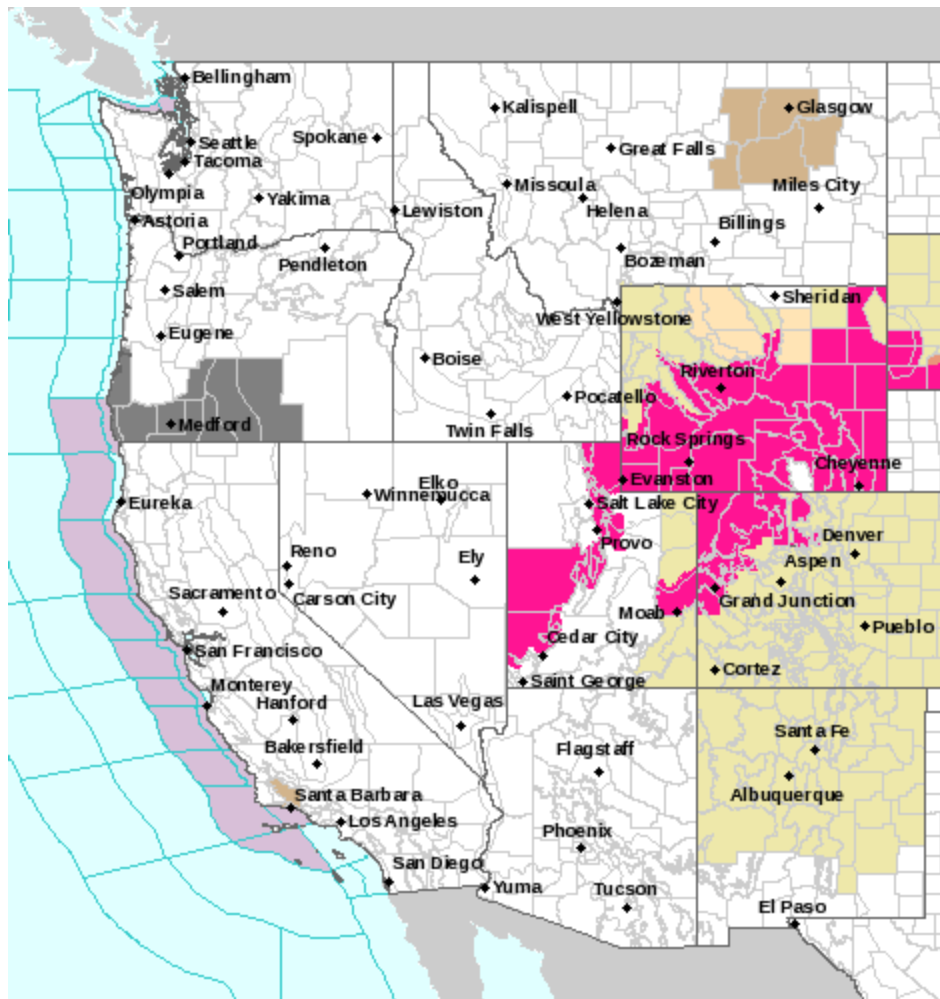 Bellingham
Kalispell
Glasgow
Seattle
Spokane
Great Falls
Tacoma
Olympia
Missoula
Miles City
Yakima
Helena
Astoria
Lewiston
Billings
Portland
Bozeman
Pendleton
Salem
Sheridan
West Yellowstone
Eugene
Boise
Riverton
Pocatello
Medford
Twin Falls
Rock Springs
Cheyenne
Elko
Evanston
Winnemucca
Eureka
Salt Lake City
Provo
Denver
Reno
Ely
Aspen
Sacramento
Carson City
Grand Junction
Moab
Pueblo
Cedar City
San Francisco
Cortez
Saint George
Monterey
Hanford
Las Vegas
Santa Fe
Bakersfield
Flagstaff
Albuquerque
Santa Barbara
Los Angeles
Phoenix
San Diego
Yuma
Tucson
El Paso